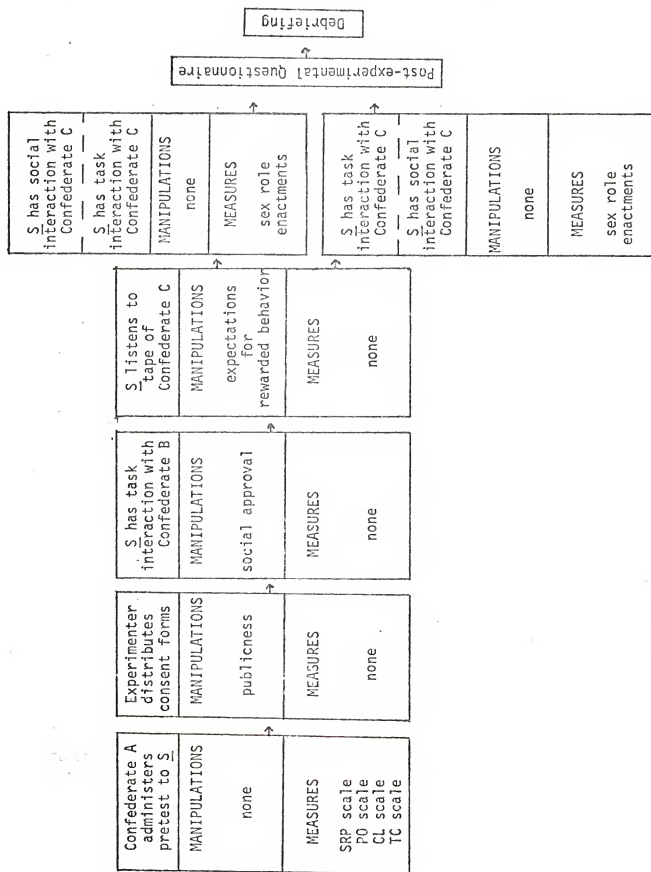 Confederate A
administers
pretest to S
MANIPULATIONS
none
MEASURES
SRP scale
PO scale
CL scale
TC scale
Experimenter
distributes
consent forms
MANIPULATIONS
publicness
MEASURES
none
S has task
interaction with
Confederate B
MANIPULATIONS
social approval
MEASURES
none
S listens to
tape of
Confederate C
MANIPULATIONS
expectations
for
rewarded behavior
MEASURES
none
S has social
interaction with
Confederate C
S has task
interaction with
Confederate C
MANIPULATIONS
none
MEASURES
sex role
enactments
S has task
interaction with
Confederate C
S has social
interaction with
Confederate C
MANIPULATIONS
none
MEASURES
sex role
enactments
Post-experimental Questionnaire
Debriefing